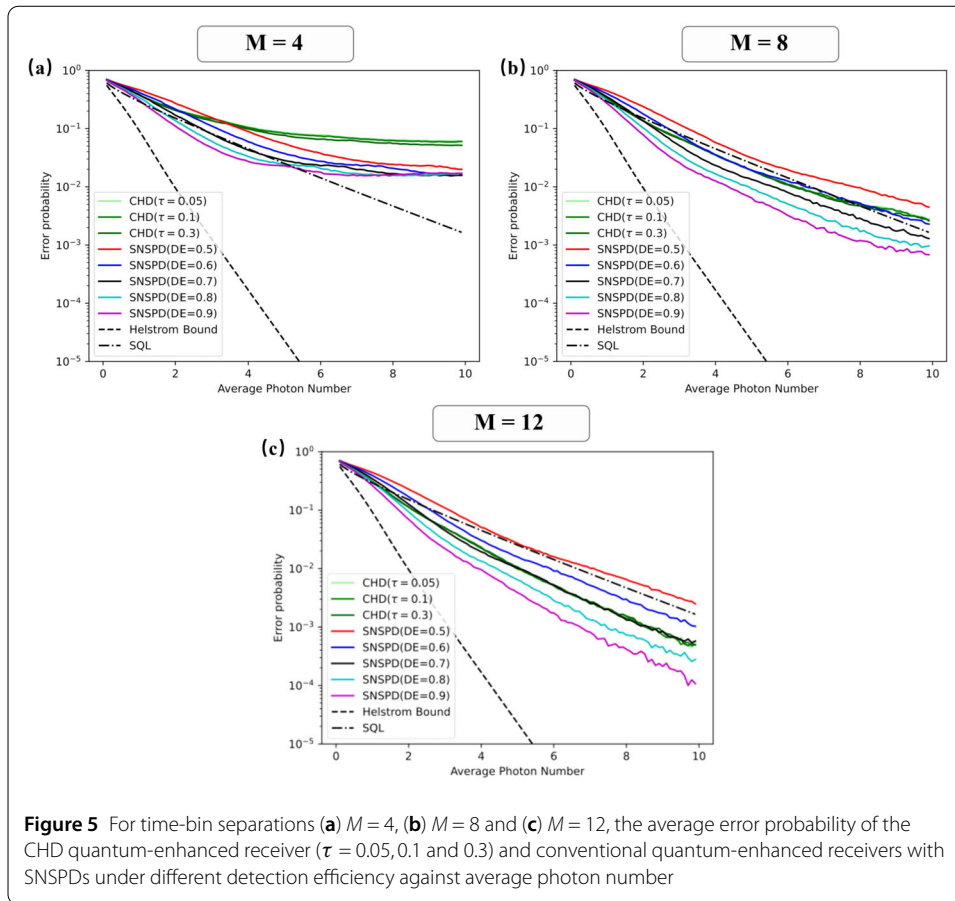 M = 4
(a)
10⁰
10⁻¹
10⁻²
10⁻³
10⁻⁴
10⁻⁵
Error probability
CHD(τ = 0.05)
CHD(τ = 0.1)
CHD(τ = 0.3)
SNSPD(DE=0.5)
SNSPD(DE=0.6)
SNSPD(DE=0.7)
SNSPD(DE=0.8)
SNSPD(DE=0.9)
Helstrom Bound
SQL
0 2 4 6 8 10
Average Photon Number
M = 8
(b)
10⁰
10⁻¹
10⁻²
10⁻³
10⁻⁴
10⁻⁵
Error probability
CHD(τ = 0.05)
CHD(τ = 0.1)
CHD(τ = 0.3)
SNSPD(DE=0.5)
SNSPD(DE=0.6)
SNSPD(DE=0.7)
SNSPD(DE=0.8)
SNSPD(DE=0.9)
Helstrom Bound
SQL
0 2 4 6 8 10
Average Photon Number
M = 12
(c)
10⁰
10⁻¹
10⁻²
10⁻³
10⁻⁴
10⁻⁵
Error probability
CHD(τ = 0.05)
CHD(τ = 0.1)
CHD(τ = 0.3)
SNSPD(DE=0.5)
SNSPD(DE=0.6)
SNSPD(DE=0.7)
SNSPD(DE=0.8)
SNSPD(DE=0.9)
Helstrom Bound
SQL
0 2 4 6 8 10
Average Photon Number
Figure 5 For time-bin separations (a) M = 4, (b) M = 8 and (c) M = 12, the average error probability of the
CHD quantum-enhanced receiver (τ = 0.05, 0.1 and 0.3) and conventional quantum-enhanced receivers with
SNSPDs under different detection efficiency against average photon number